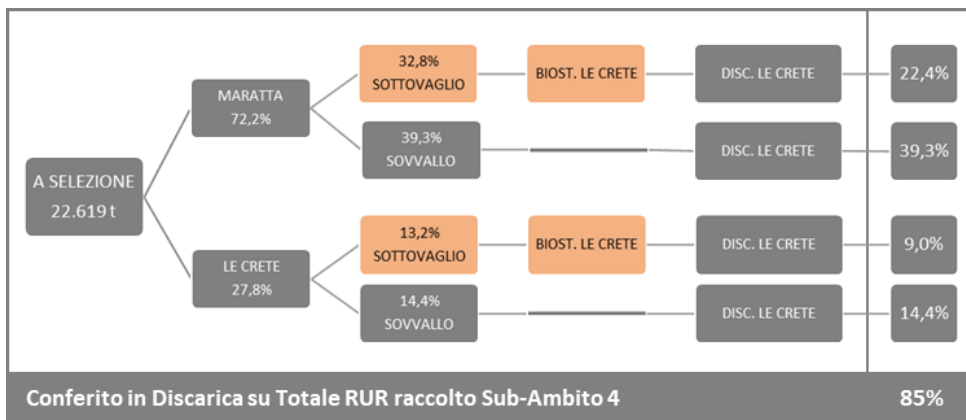 32,8%
SOTTOVAGLIO
BIOST. LE CRETE
DISC. LE CRETE
22,4%
MARATTA
72,2%
39,3%
SOVVALLO
DISC. LE CRETE
39,3%
A SELEZIONE
22.619 t
13,2%
SOTTOVAGLIO
BIOST. LE CRETE
DISC. LE CRETE
9,0%
LE CRETE
27,8%
14,4%
SOVVALLO
DISC. LE CRETE
14,4%
Conferito in Discarica su Totale RUR raccolto Sub-Ambito 4 85%